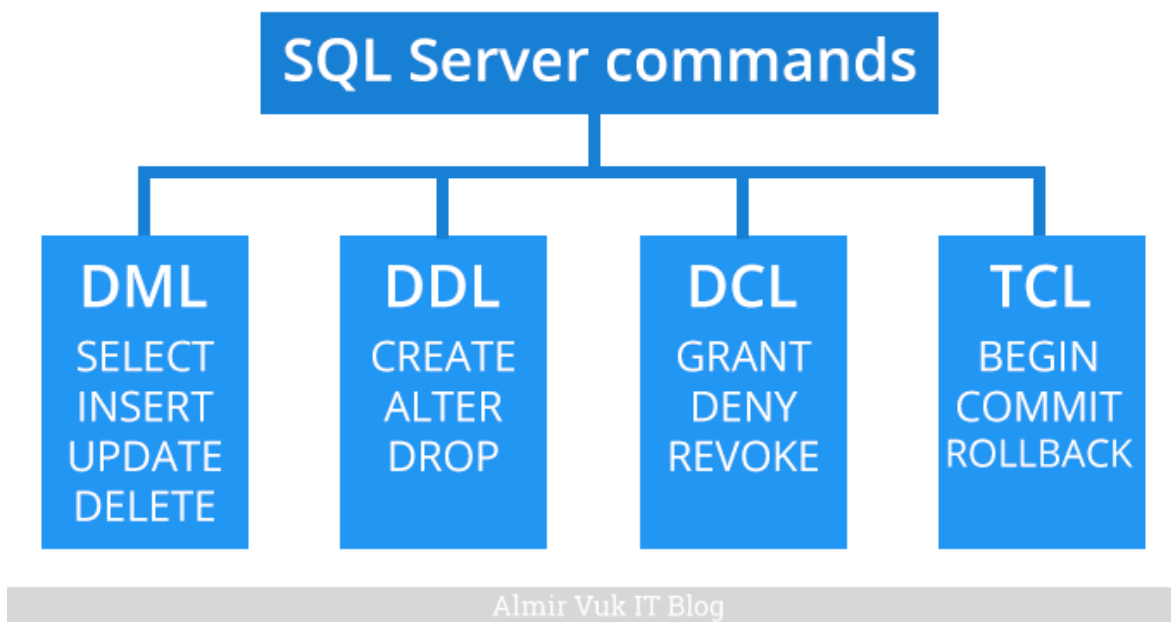 SQL Server commands
DML
SELECT
INSERT
UPDATE
DELETE
DDL
CREATE
ALTER
DROP
DCL
GRANT
DENY
REVOKE
TCL
BEGIN
COMMIT
ROLLBACK
Almir Vuk IT Blog